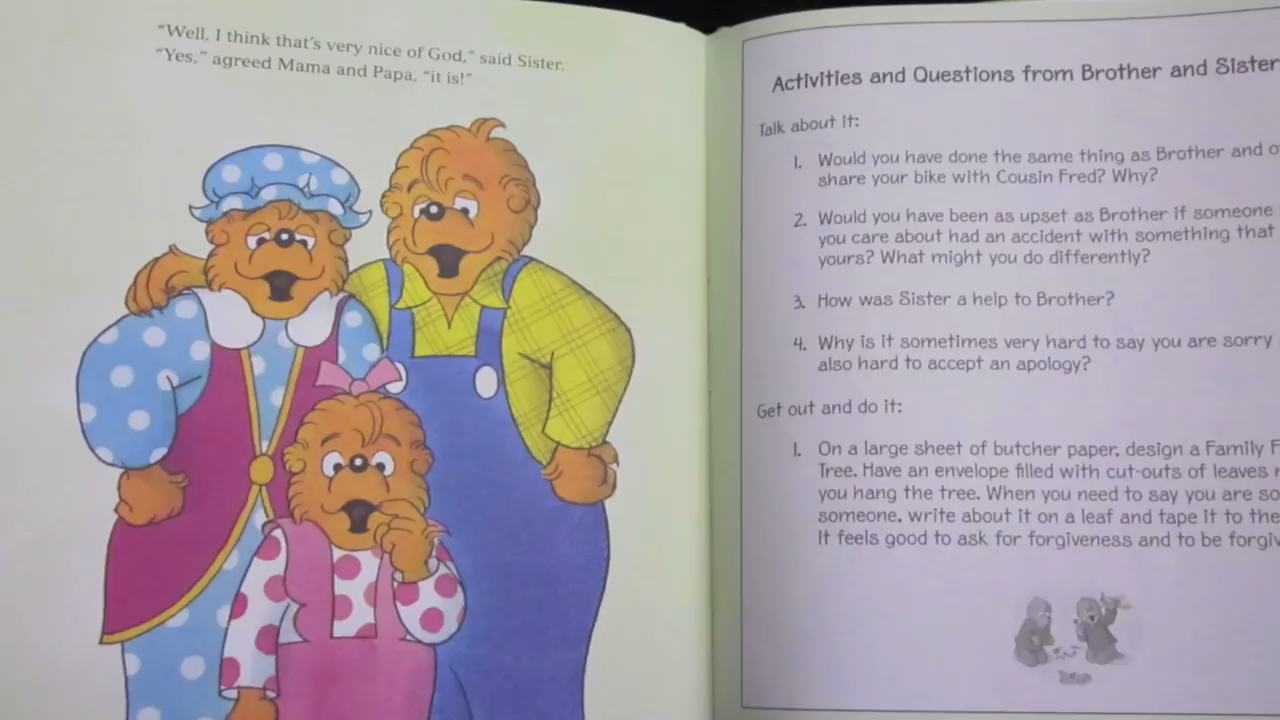 "Well, I think that's very nice of God," said Sister.
"Yes," agreed Mama and Papa, "it is!"
Activities and Questions from Brother and Sister
Talk about it:
1. Would you have done the same thing as Brother and
share your bike with Cousin Fred? Why?
2. Would you have been as upset as Brother if someone
you care about had an accident with something that
yours? What might you do differently?
3. How was Sister a help to Brother?
4. Why is it sometimes very hard to say you are sorry
also hard to accept an apology?
Get out and do it:
1. On a large sheet of butcher paper, design a Family
Tree. Have an envelope filled with cut-outs of leaves
you hang the tree. When you need to say you are
someone, write about it on a leaf and tape it to the
It feels good to ask for forgiveness and to be